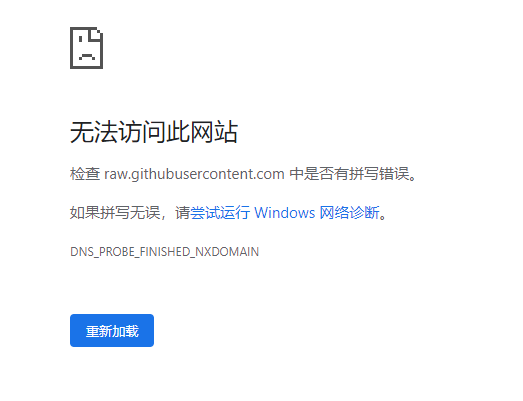 无法访问此网站
检查 raw.githubusercontent.com 中是否有拼写错误。
如果拼写无误，请尝试运行 Windows 网络诊断。
DNS_PROBE_FINISHED_NXDOMAIN
重新加载